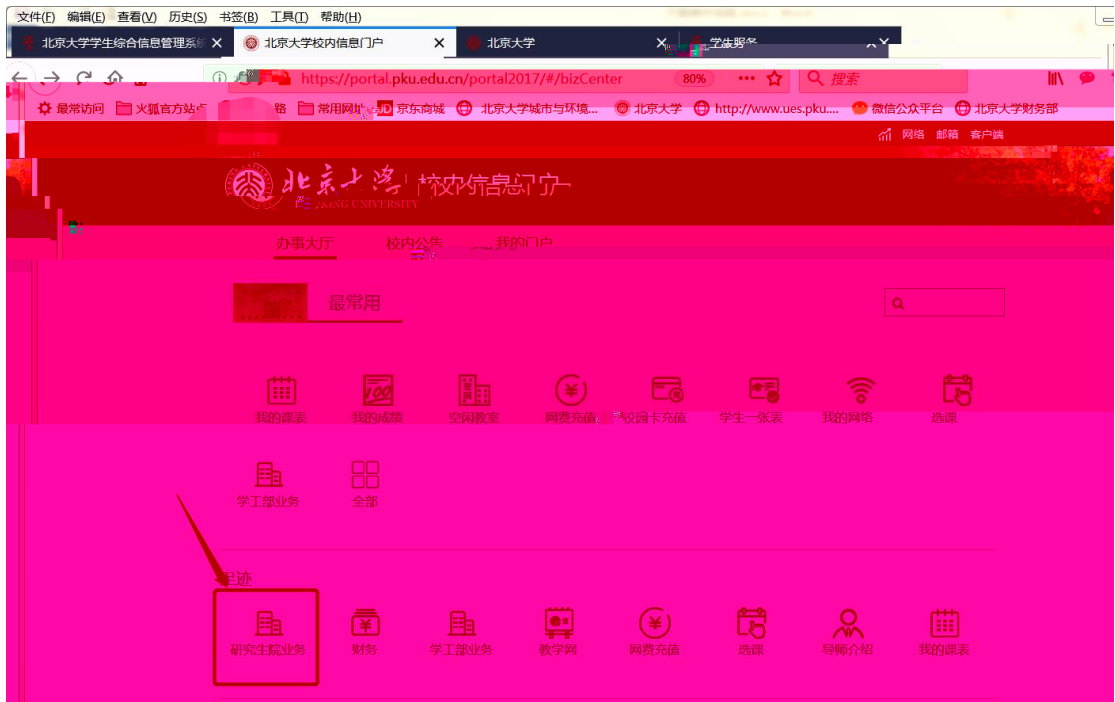 文件(F) 编辑(E) 查看(V) 历史(S) 书签(B) 工具(T) 帮助(H)
北京大学学生综合信息管理系统 北京大学校内信息门户 北京大学
https://portal.pku.edu.cn/portal2017/#/bizCenter 80% 搜索
最常访问 火狐官方站点 常用网址 JD 京东商城 北京大学城市与环境... 北京大学 http://www.ues.pku.... 微信公众平台 北京大学财务部
网络 邮箱 客户端
北京大学 校内信息门户
PEKING UNIVERSITY
办事大厅 校内公告 我的门户
最常用
我的课表 我的成绩 空闲教室 网费充值 校园卡充值 学生一张表 我的网络 选课
学工部业务 全部
足迹
研究生院业务 财务 学工部业务 教学网 网费充值 选课 导师介绍 我的课表